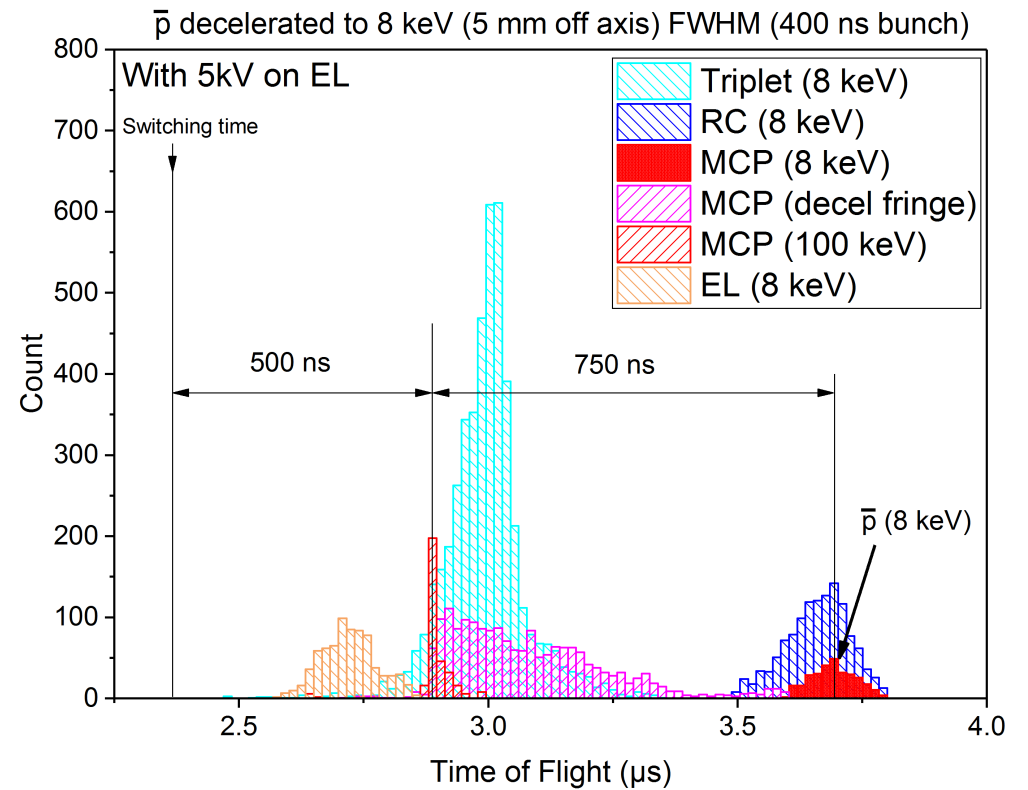 p̅ decelerated to 8 keV (5 mm off axis) FWHM (400 ns bunch)
800
700
600
500
400
300
200
100
0
Count
With 5kV on EL
Switching time
Triplet (8 keV)
RC (8 keV)
MCP (8 keV)
MCP (decel fringe)
MCP (100 keV)
EL (8 keV)
500 ns
750 ns
p̅ (8 keV)
2.5
3.0
3.5
4.0
Time of Flight (μs)